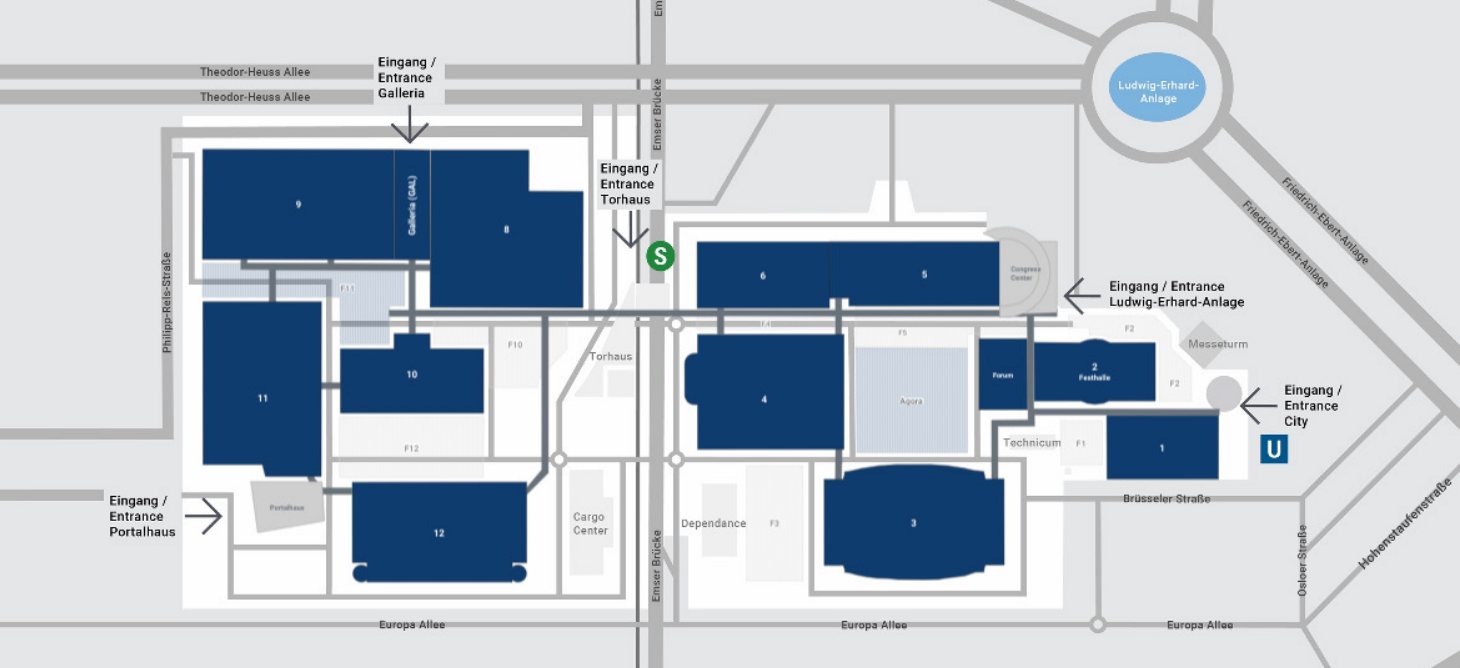 Em
Theodor-Heuss Allee
Theodor-Heuss Allee
Eingang /
Entrance
Galleria
Emser Brücke
Ludwig-Erhard-
Anlage
Friedrich-Ebert-Anlage
Friedrich-Ebert-Anlage
Philipp-Reis-Straße
9
Galleria (GAL)
8
Eingang /
Entrance
Torhaus
S
6
5
Congress
Center
Eingang / Entrance
Ludwig-Erhard-Anlage
F11
F10
Torhaus
F5
F2
Messeturm
11
10
4
Agora
Forum
2
Festhalle
F2
Eingang /
Entrance
City
F12
Technicum
F1
1
U
Eingang /
Entrance
Portalhaus
Portalhaus
12
Cargo
Center
Dependance
F3
3
Brüsseler Straße
Osloer Straße
Hohenstaufenstraße
Emser Brücke
Europa Allee
Europa Allee
Europa Allee